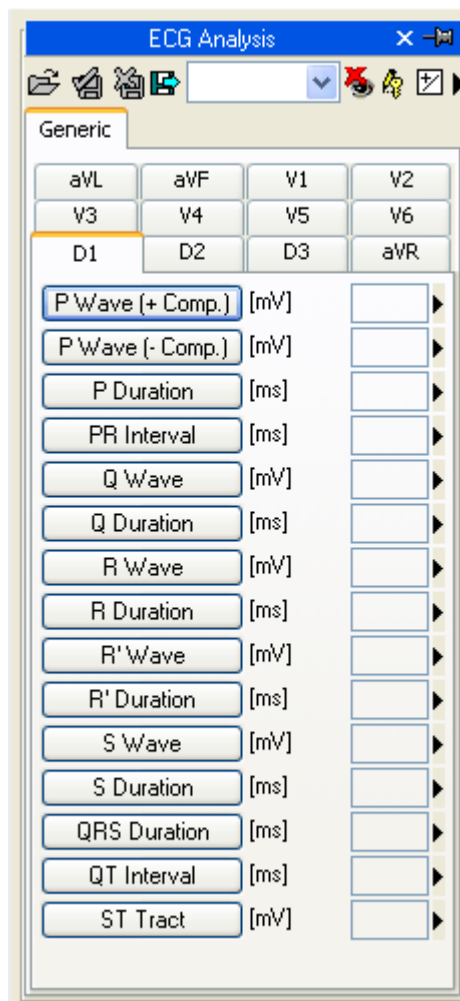 ECG Analysis
Generic
aVL aVF V1 V2
V3 V4 V5 V6
D1 D2 D3 aVR
P Wave (+ Comp.) [mV]
P Wave (- Comp.) [mV]
P Duration [ms]
PR Interval [ms]
Q Wave [mV]
Q Duration [ms]
R Wave [mV]
R Duration [ms]
R' Wave [mV]
R' Duration [ms]
S Wave [mV]
S Duration [ms]
QRS Duration [ms]
QT Interval [ms]
ST Tract [mV]